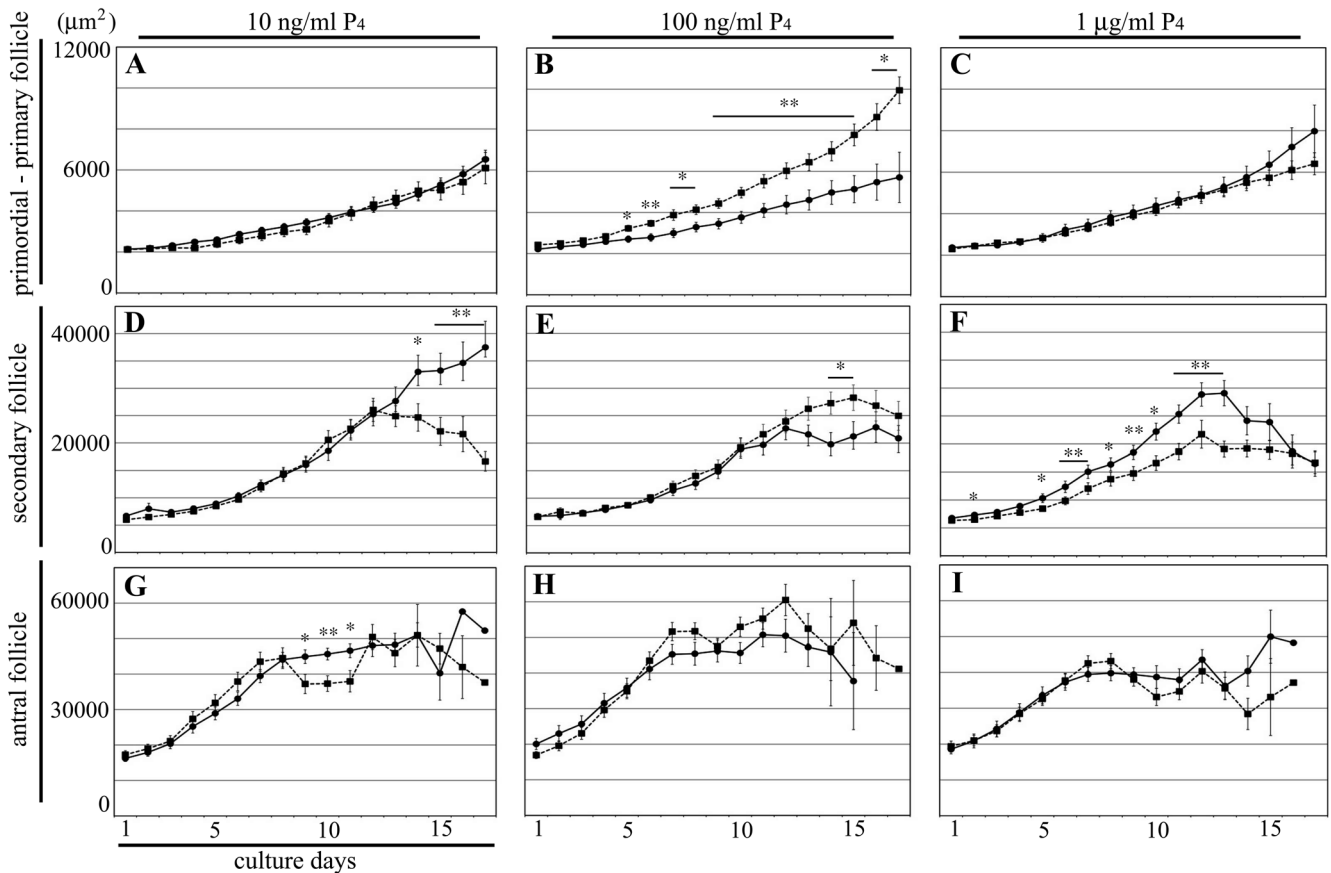 (μm²) 10 ng/ml P₄ 100 ng/ml P₄ 1 μg/ml P₄
primordial - primary follicle
12000
6000
0
A
B
* ** * ** *
C
secondary follicle
40000
20000
0
D
* **
E
*
F
* * ** * ** * **
antral follicle
60000
30000
0
G
* ** *
H
I
1 5 10 15 1 5 10 15 1 5 10 15
culture days